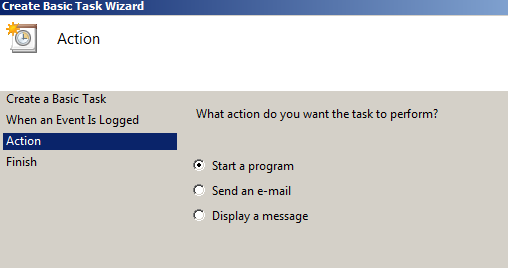 Create Basic Task Wizard
Action
Create a Basic Task
When an Event Is Logged
Action
Finish
What action do you want the task to perform?
Start a program
Send an e-mail
Display a message